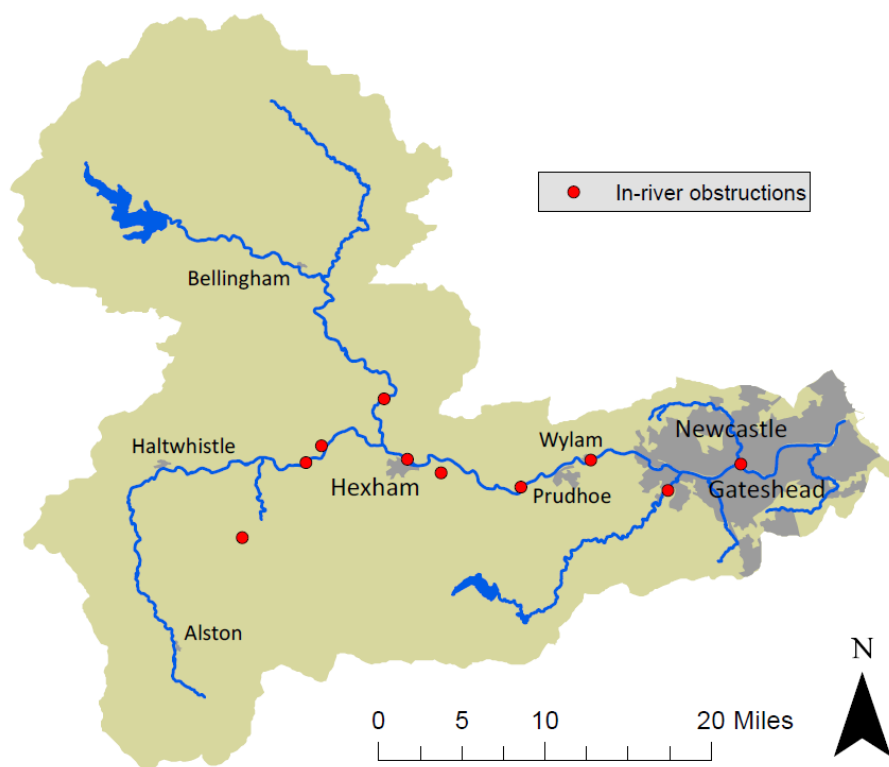 In-river obstructions
Bellingham
Newcastle
Haltwhistle
Wylam
Hexham
Prudhoe
Gateshead
Alston
N
0 5 10 20 Miles